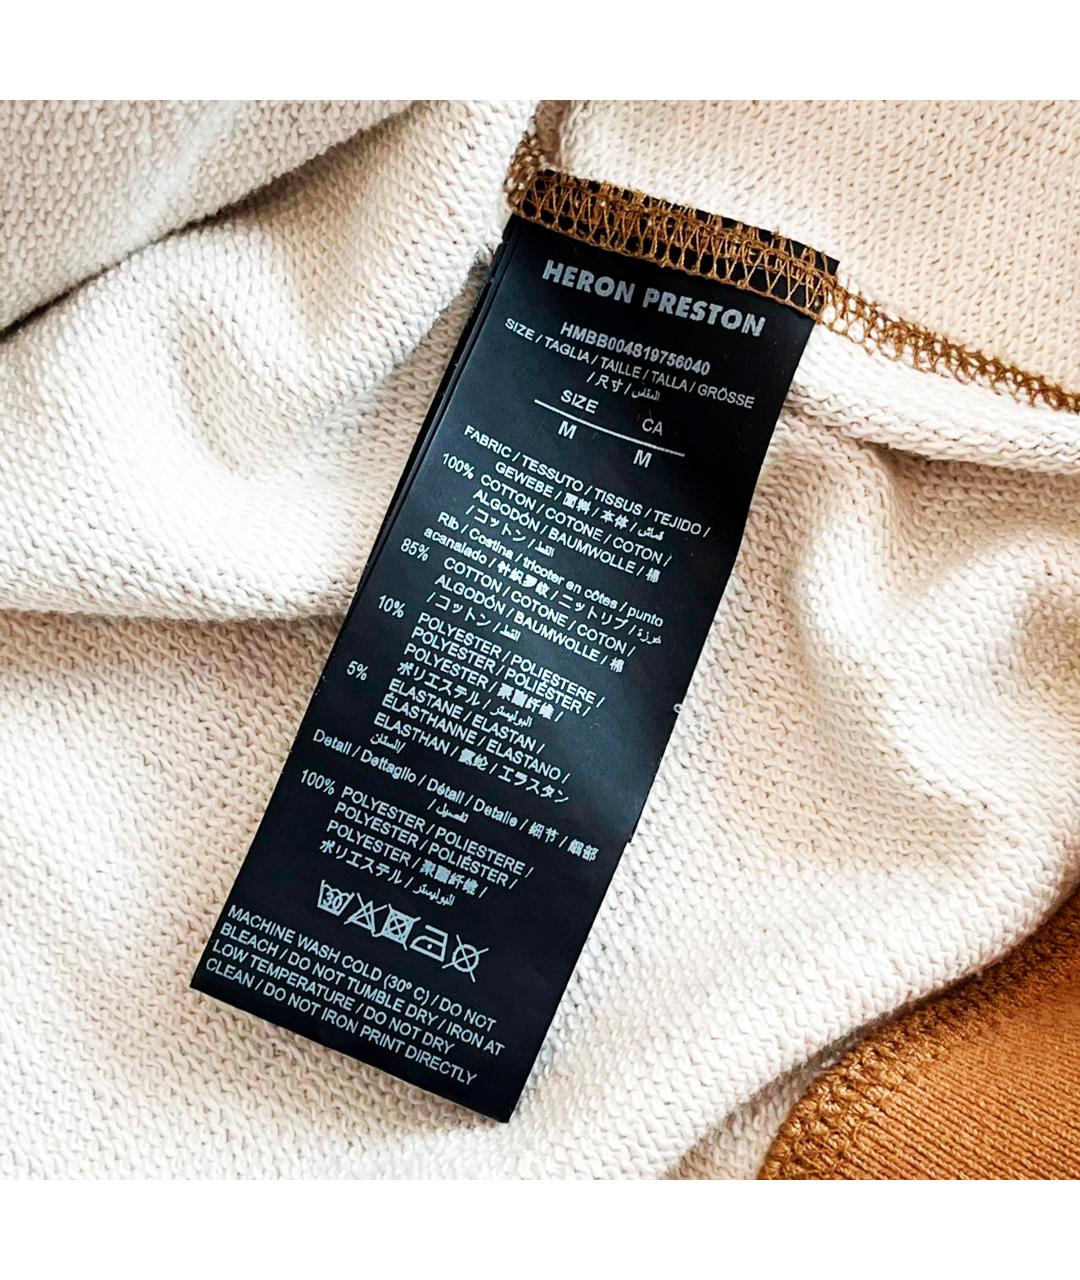 HERON PRESTON
HMBB004S19756040
SIZE / TAGLIA / TAILLE / TALLA / GRÖSSE
/ 尺寸 / المقاس
SIZE CA
M M
FABRIC / TESSUTO / TISSUS / TEJIDO /
GEWEBE / 面料 / 本体 / قماش
100% COTTON / COTONE / COTON /
ALGODÓN / BAUMWOLLE / 棉
/ コットン / القط
Rib / Costina / tricoter en côtes / punto
acanalado / 针织罗纹 / ニットリブ / غرزة
85% COTTON / COTONE / COTON /
ALGODÓN / BAUMWOLLE / 棉
/ コットン / القط
10% POLYESTER / POLIESTERE /
POLYESTER / POLIÉSTER /
POLYESTER / 聚酯纤维 /
ポリエステル / البوليستر
5% ELASTANE / ELASTAN /
ÉLASTHANNE / ELASTANO /
ELASTHAN / 氨纶 / エラスタン
Detail / Dettaglio / Détail / Detalle / 细节 / 細部
/ تفصيل
100% POLYESTER / POLIESTERE /
POLYESTER / POLIÉSTER /
POLYESTER / 聚酯纤维 /
ポリエステル / البوليستر
30
MACHINE WASH COLD (30° C) / DO NOT
BLEACH / DO NOT TUMBLE DRY / IRON AT
LOW TEMPERATURE / DO NOT DRY
CLEAN / DO NOT IRON PRINT DIRECTLY